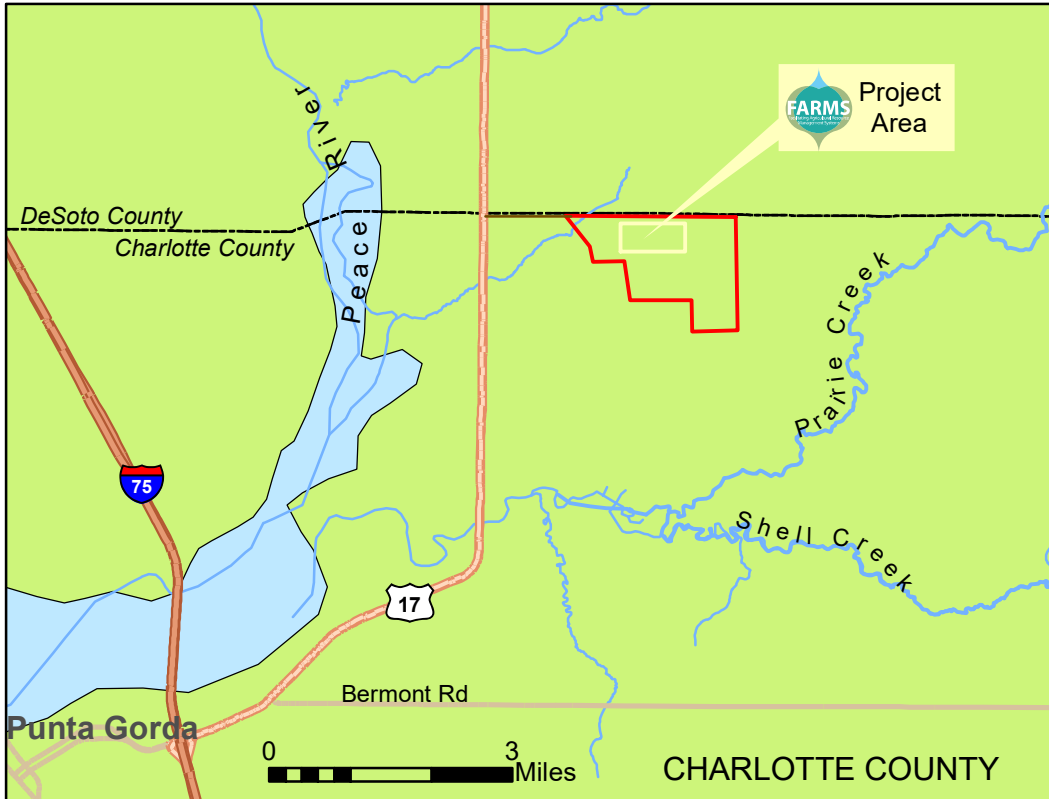 River
Peace
DeSoto County
Charlotte County
FARMS
Project
Area
Prairie Creek
Shell Creek
75
17
Bermont Rd
Punta Gorda
0 3
Miles
CHARLOTTE COUNTY